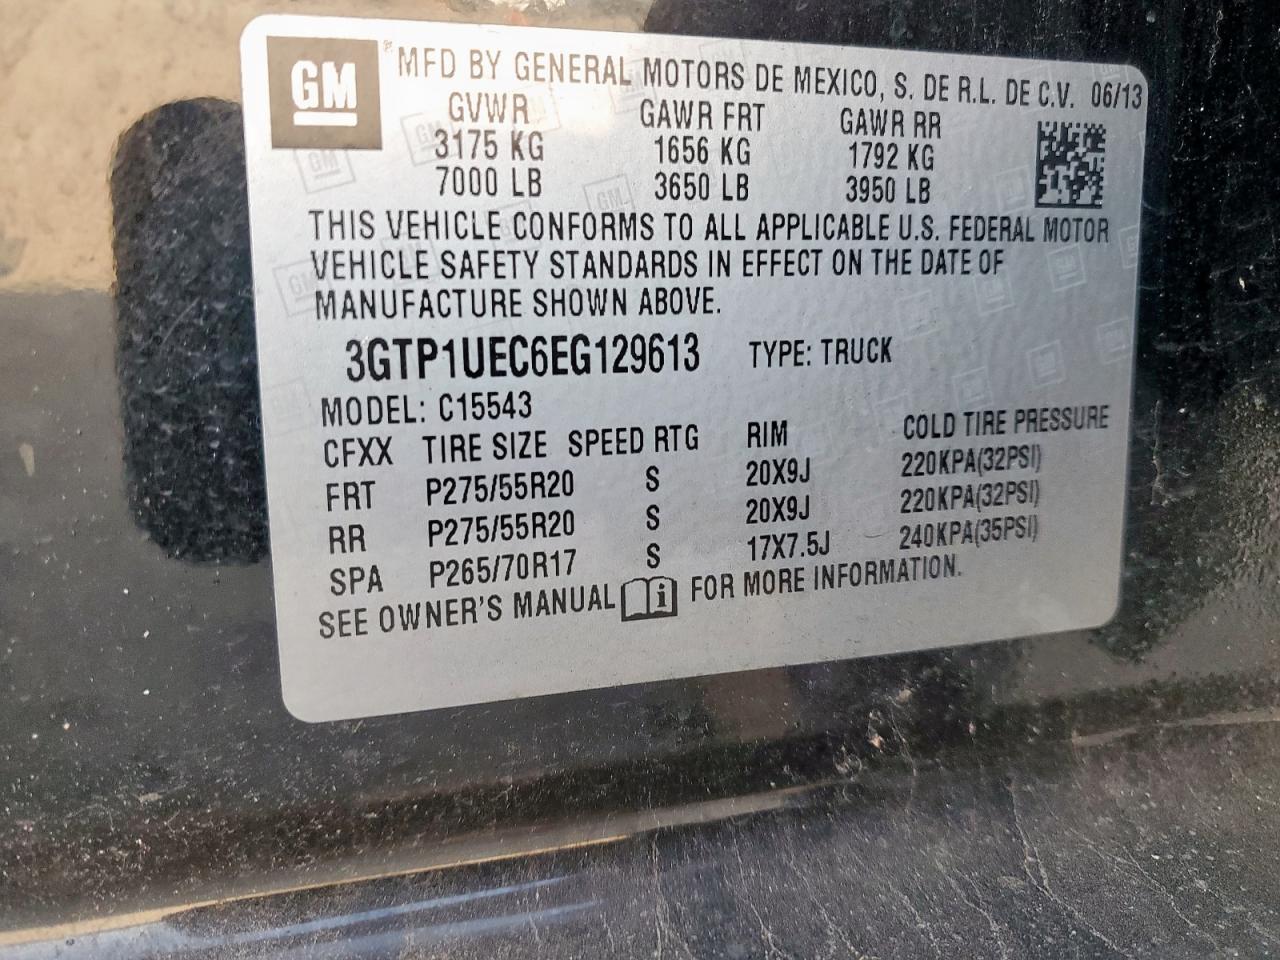 GM
MFD BY GENERAL MOTORS DE MEXICO, S. DE R.L. DE C.V. 06/13
GVWR GAWR FRT GAWR RR
3175 KG 1656 KG 1792 KG
7000 LB 3650 LB 3950 LB
THIS VEHICLE CONFORMS TO ALL APPLICABLE U.S. FEDERAL MOTOR
VEHICLE SAFETY STANDARDS IN EFFECT ON THE DATE OF
MANUFACTURE SHOWN ABOVE.
3GTP1UEC6EG129613 TYPE: TRUCK
MODEL: C15543
CFXX TIRE SIZE SPEED RTG RIM COLD TIRE PRESSURE
FRT P275/55R20 S 20X9J 220KPA(32PSI)
RR P275/55R20 S 20X9J 220KPA(32PSI)
SPA P265/70R17 S 17X7.5J 240KPA(35PSI)
SEE OWNER'S MANUAL FOR MORE INFORMATION.